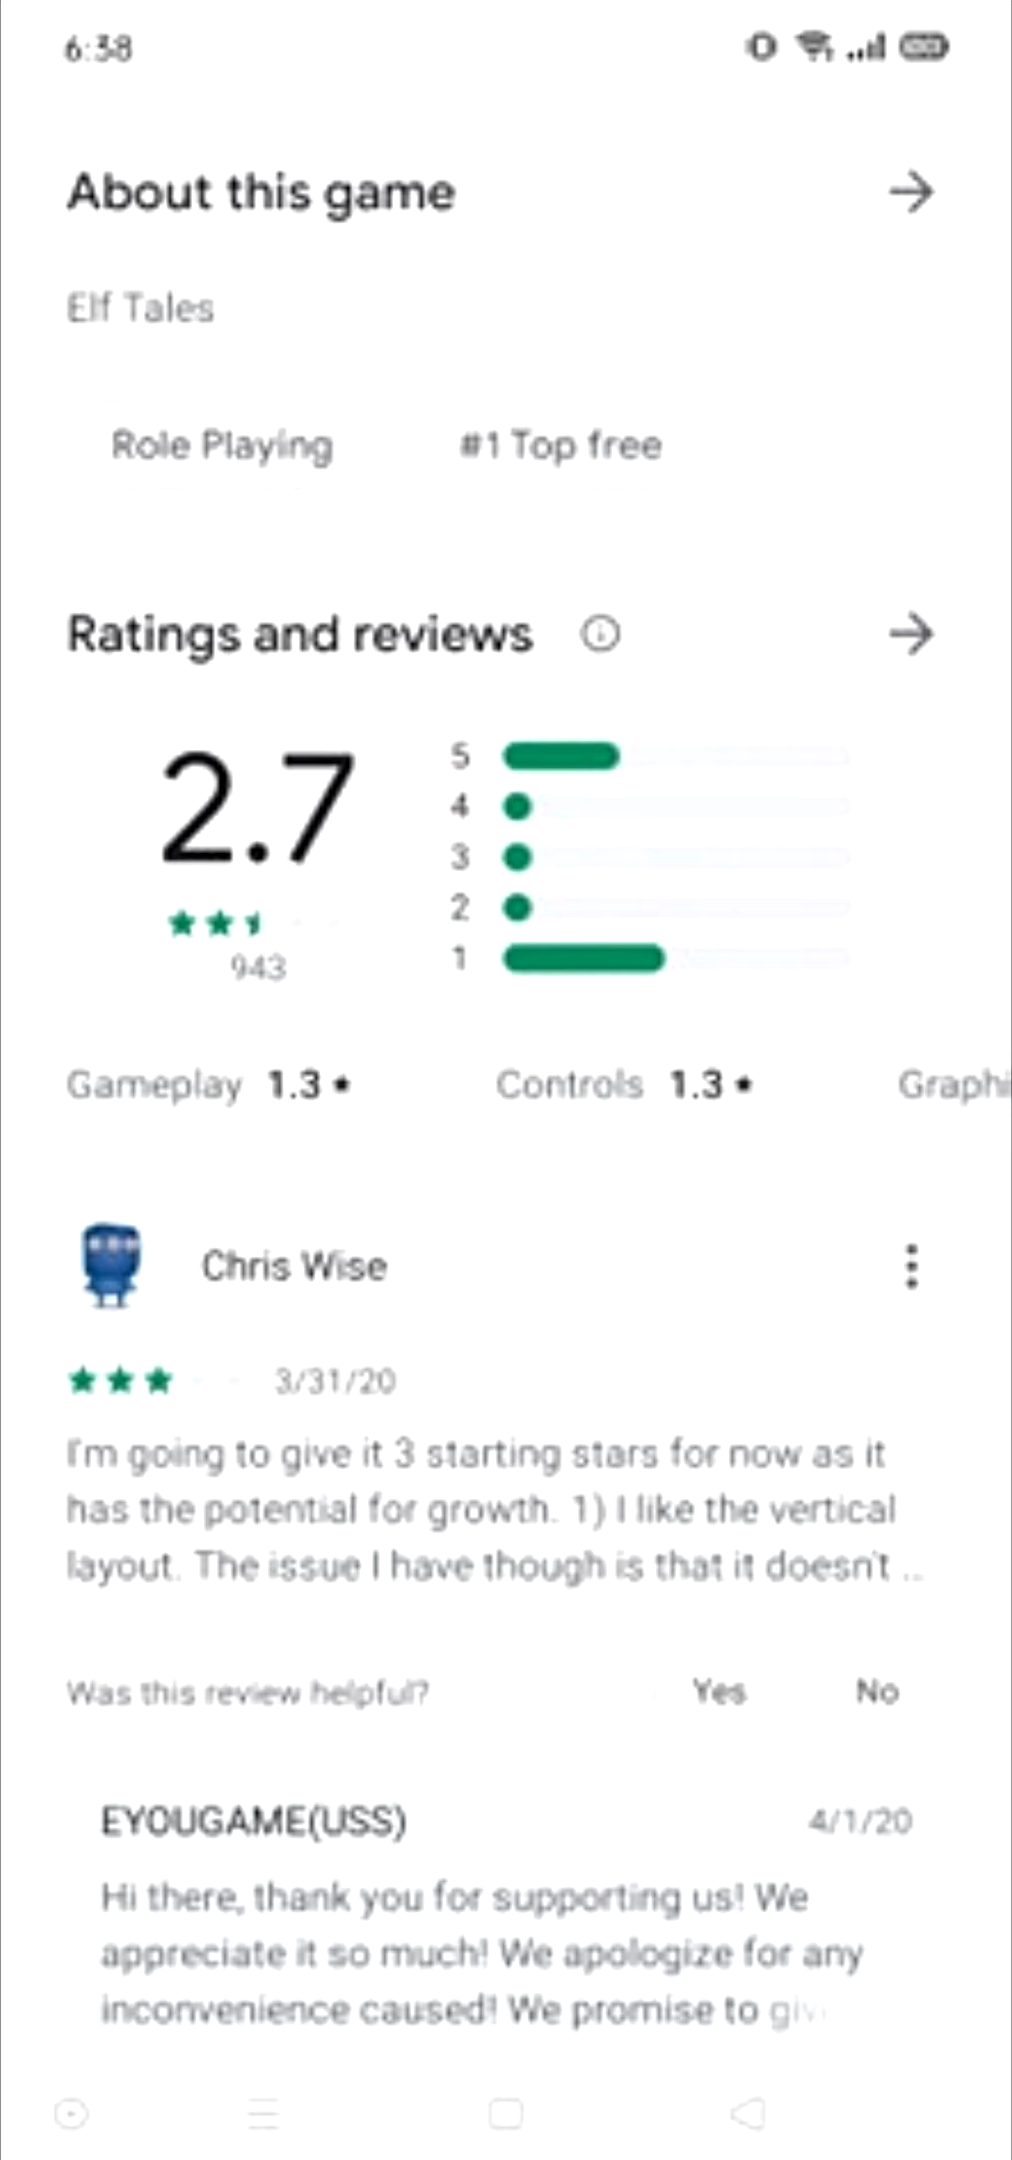 6:38
About this game
Elf Tales
Role Playing
#1 Top free
Ratings and reviews
2.7
5
4
3
2
1
943
Gameplay 1.3
Controls 1.3
Graphi
Chris Wise
3/31/20
I'm going to give it 3 starting stars for now as it
has the potential for growth. 1) I like the vertical
layout. The issue I have though is that it doesn't ...
Was this review helpful?
Yes
No
EYOUGAME(USS)
4/1/20
Hi there, thank you for supporting us! We
appreciate it so much! We apologize for any
inconvenience caused! We promise to giv